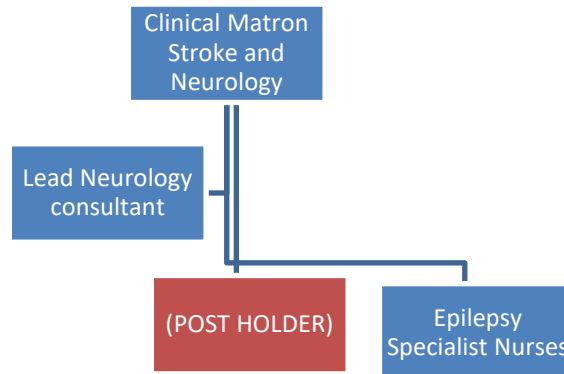 Clinical Matron
Stroke and
Neurology
Lead Neurology
consultant
(POST HOLDER)
Epilepsy
Specialist Nurses